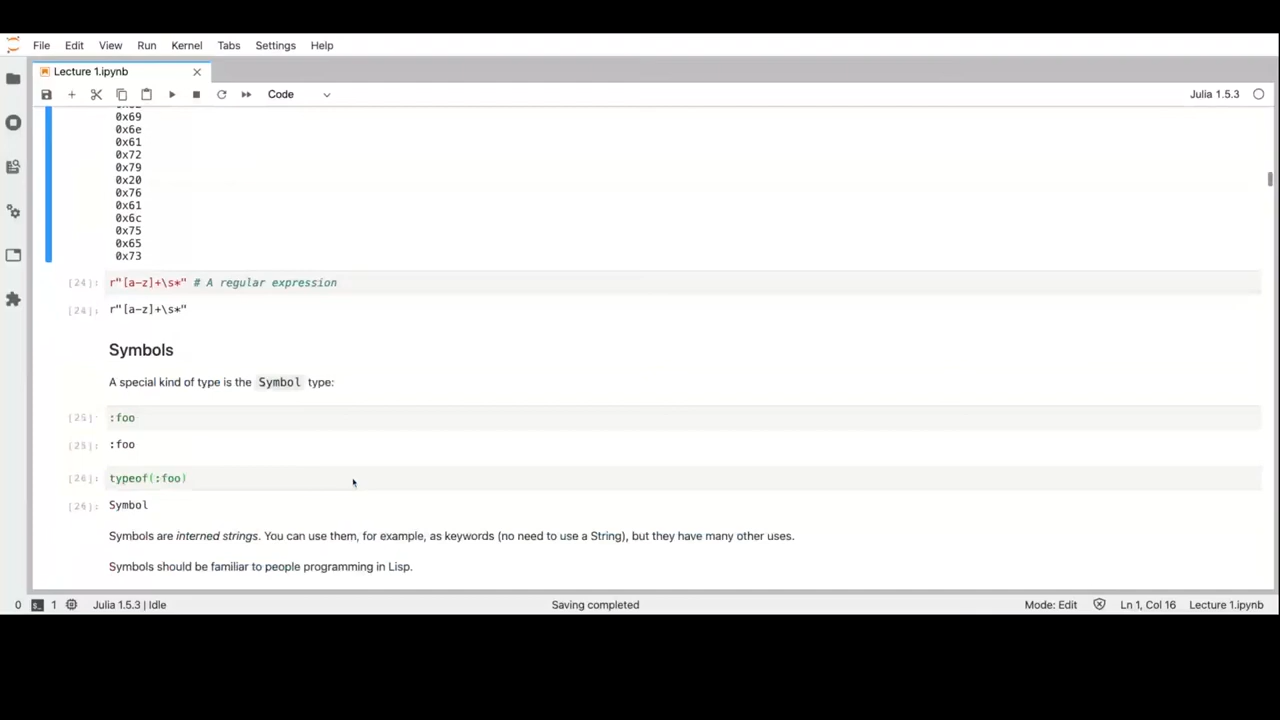 File Edit View Run Kernel Tabs Settings Help
Lecture 1.ipynb
Code
Julia 1.5.3
0x69
0x6e
0x61
0x72
0x79
0x20
0x76
0x61
0x6c
0x75
0x65
0x73
[24]: r"[a-z]+\s*" # A regular expression
[24]: r"[a-z]+\s*"
Symbols
A special kind of type is the Symbol type:
[25]: :foo
[25]: :foo
[26]: typeof(:foo)
[26]: Symbol
Symbols are interned strings. You can use them, for example, as keywords (no need to use a String), but they have many other uses.
Symbols should be familiar to people programming in Lisp.
0 1 Julia 1.5.3 | Idle Saving completed Mode: Edit Ln 1, Col 16 Lecture 1.ipynb